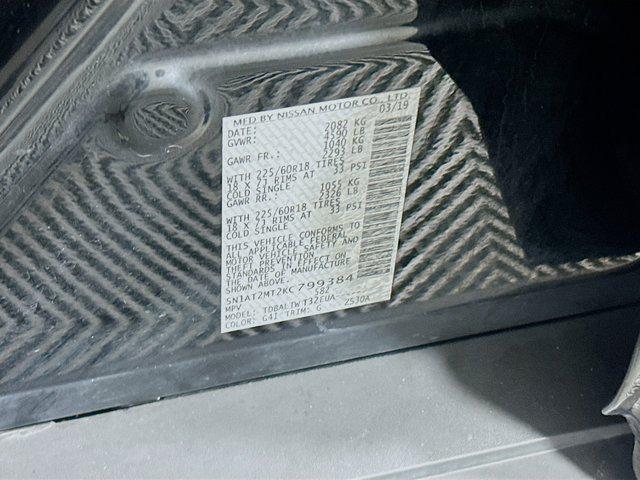 MFD BY NISSAN MOTOR CO., LTD.
DATE: 03/19
GVWR: 2082 KG
4590 LB
GAWR FR.: 1040 KG
2293 LB
WITH 225/60R18 TIRES
18 X 7J RIMS AT 33 PSI
COLD SINGLE
GAWR RR.: 1055 KG
2326 LB
WITH 225/60R18 TIRES
18 X 7J RIMS AT 33 PSI
COLD SINGLE
THIS VEHICLE CONFORMS TO
ALL APPLICABLE FEDERAL
MOTOR VEHICLE SAFETY AND
THEFT PREVENTION
STANDARDS IN EFFECT ON
THE DATE OF MANUFACTURE
SHOWN ABOVE.
5N1AT2MT2KC799384
MPV S82
MODEL: TDBALTWT32EUA
COLOR: G41 TRIM: G 2530A